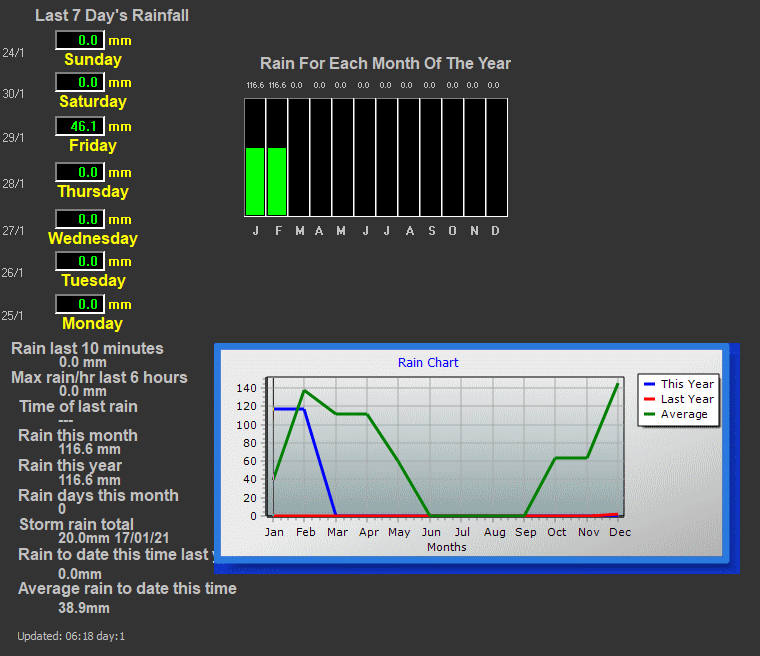 Last 7 Day's Rainfall
0.0 mm
24/1
Sunday
0.0 mm
30/1
Saturday
46.1 mm
29/1
Friday
0.0 mm
28/1
Thursday
0.0 mm
27/1
Wednesday
0.0 mm
26/1
Tuesday
0.0 mm
25/1
Monday
Rain For Each Month Of The Year
116.6 116.6 0.0 0.0 0.0 0.0 0.0 0.0 0.0 0.0 0.0 0.0
J F M A M J J A S O N D
Rain last 10 minutes
0.0 mm
Max rain/hr last 6 hours
0.0 mm
Time of last rain
---
Rain this month
116.6 mm
Rain this year
116.6 mm
Rain days this month
0
Storm rain total
20.0mm 17/01/21
Rain to date this time last y
0.0mm
Average rain to date this time
38.9mm
Updated: 06:18 day:1
Rain Chart
140
120
100
80
60
40
20
0
Jan Feb Mar Apr May Jun Jul Aug Sep Oct Nov Dec
Months
This Year
Last Year
Average